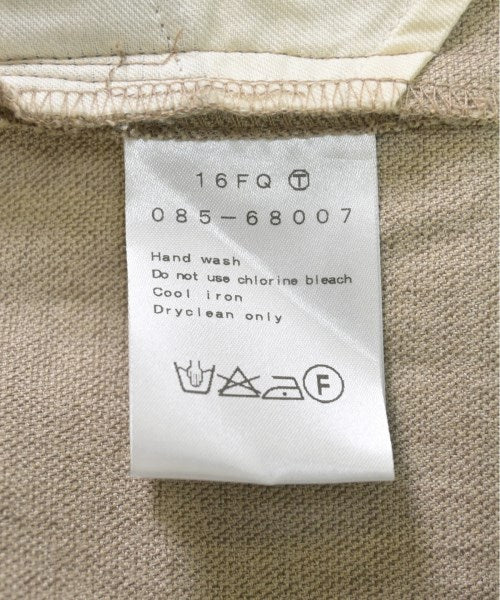 16FQ Ⓣ
085-68007
Hand wash
Do not use chlorine bleach
Cool iron
Dryclean only
F